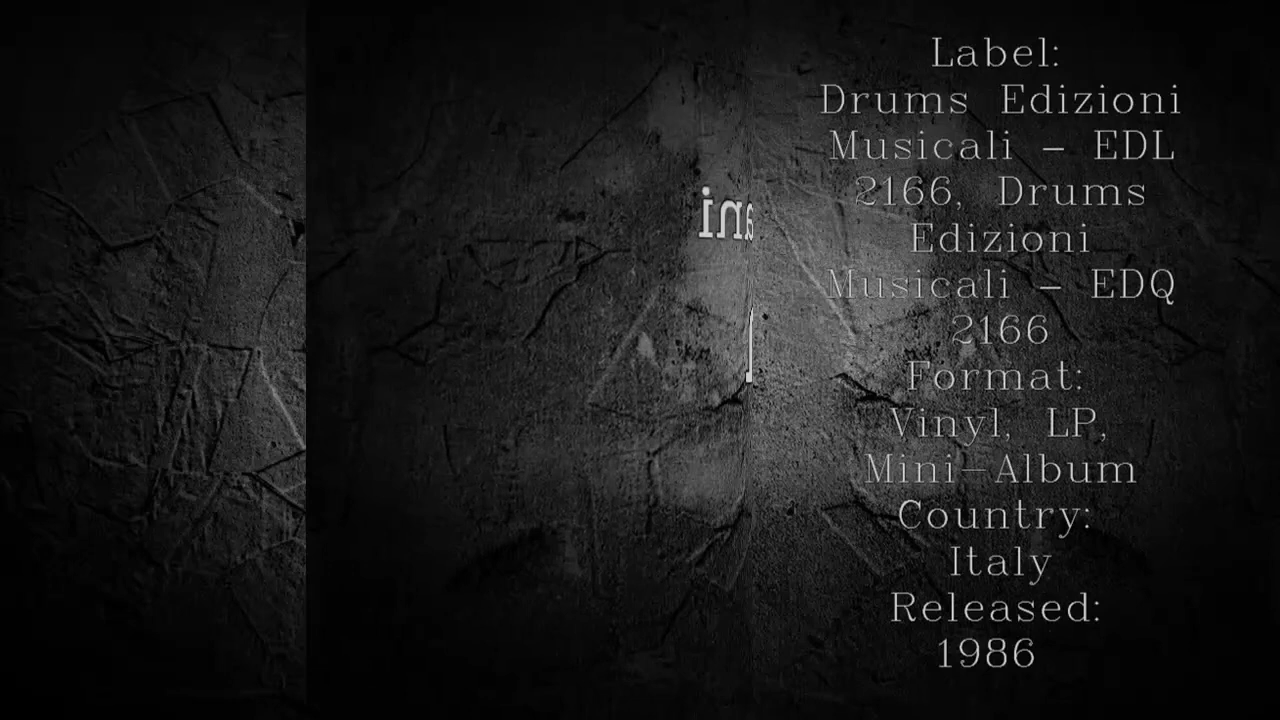 Label:
Drums Edizioni
Musicali - EDL
2166, Drums
Edizioni
Musicali - EDQ
2166
Format:
Vinyl, LP,
Mini-Album
Country:
Italy
Released:
1986